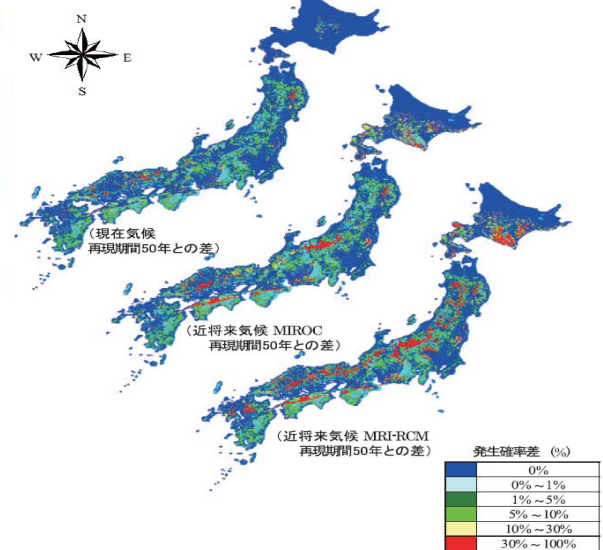 N
W E
S
(現在気候
再現期間50年との差)
(近将来気候 MIROC
再現期間50年との差)
(近将来気候 MRI-RCM
再現期間50年との差)
発生確率差 (%)
0%
0%~1%
1%~5%
5%~10%
10%~30%
30%~100%